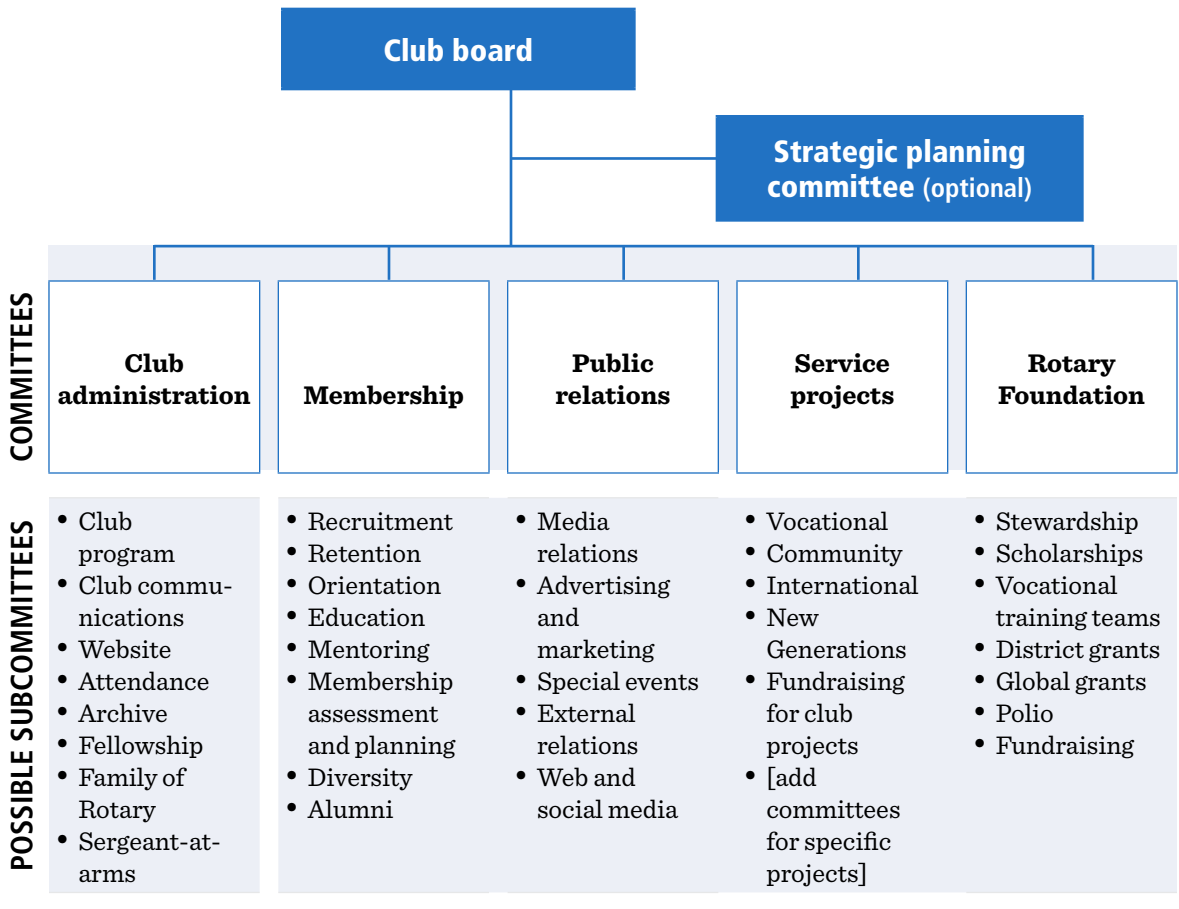 Club board
Strategic planning
committee (optional)
COMMITTEES
Club
administration
Membership
Public
relations
Service
projects
Rotary
Foundation
POSSIBLE SUBCOMMITTEES
• Club
program
• Club commu-
nications
• Website
• Attendance
• Archive
• Fellowship
• Family of
Rotary
• Sergeant-at-
arms
• Recruitment
• Retention
• Orientation
• Education
• Mentoring
• Membership
assessment
and planning
• Diversity
• Alumni
• Media
relations
• Advertising
and
marketing
• Special events
• External
relations
• Web and
social media
• Vocational
• Community
• International
• New
Generations
• Fundraising
for club
projects
• [add
committees
for specific
projects]
• Stewardship
• Scholarships
• Vocational
training teams
• District grants
• Global grants
• Polio
• Fundraising